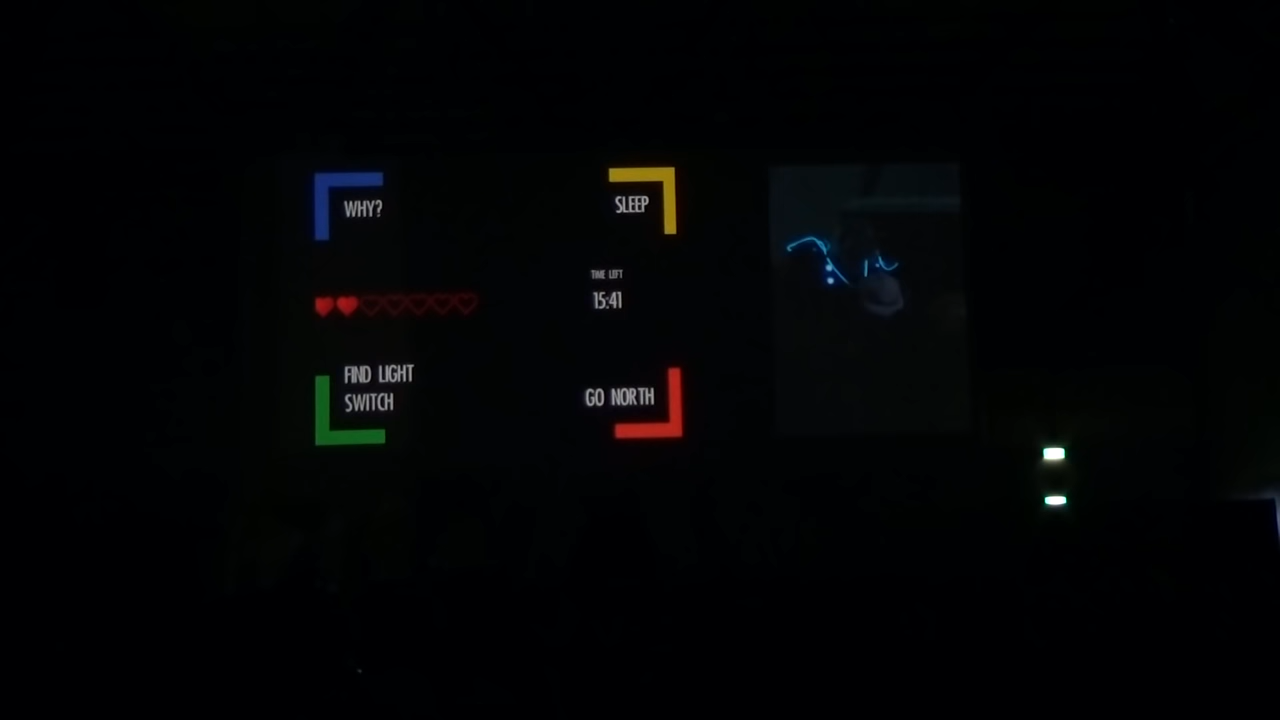 WHY?
SLEEP
TIME LEFT
15:41
FIND LIGHT
SWITCH
GO NORTH